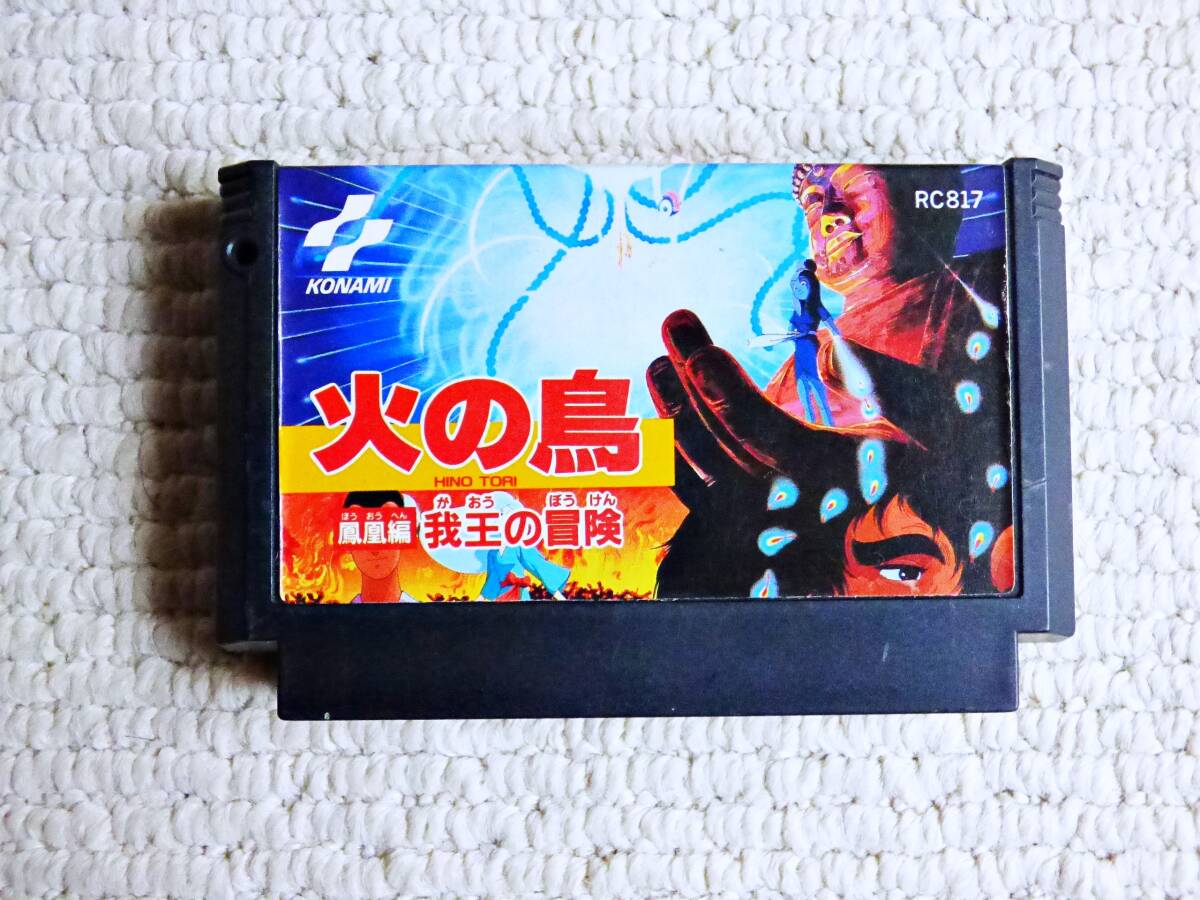 KONAMI
RC817
火の鳥
HINO TORI
ほうおうへん
鳳凰編
がおう ぼうけん
我王の冒険